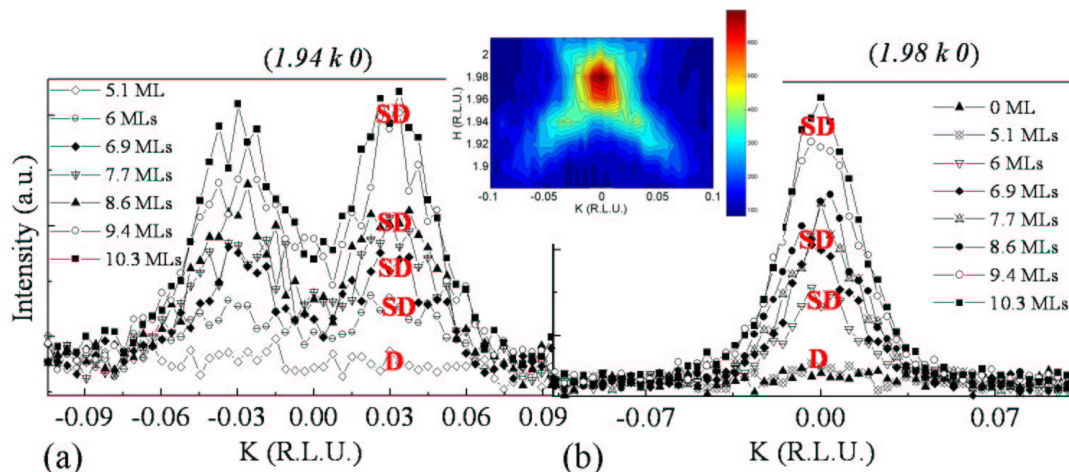 (1.94 k 0)
5.1 ML
6 MLs
6.9 MLs
7.7 MLs
8.6 MLs
9.4 MLs
10.3 MLs
SD
SD
SD
SD
D
Intensity (a.u.)
-0.09 -0.06 -0.03 0.00 0.03 0.06 0.09
(a) K (R.L.U.)
2
1.98
1.96
1.94
1.92
1.9
H (R.L.U.)
-0.1 -0.05 0 0.05 0.1
K (R.L.U.)
400
300
200
100
(1.98 k 0)
0 ML
5.1 MLs
6 MLs
6.9 MLs
7.7 MLs
8.6 MLs
9.4 MLs
10.3 MLs
SD
SD
SD
D
-0.07 0.00 0.07
(b) K (R.L.U.)